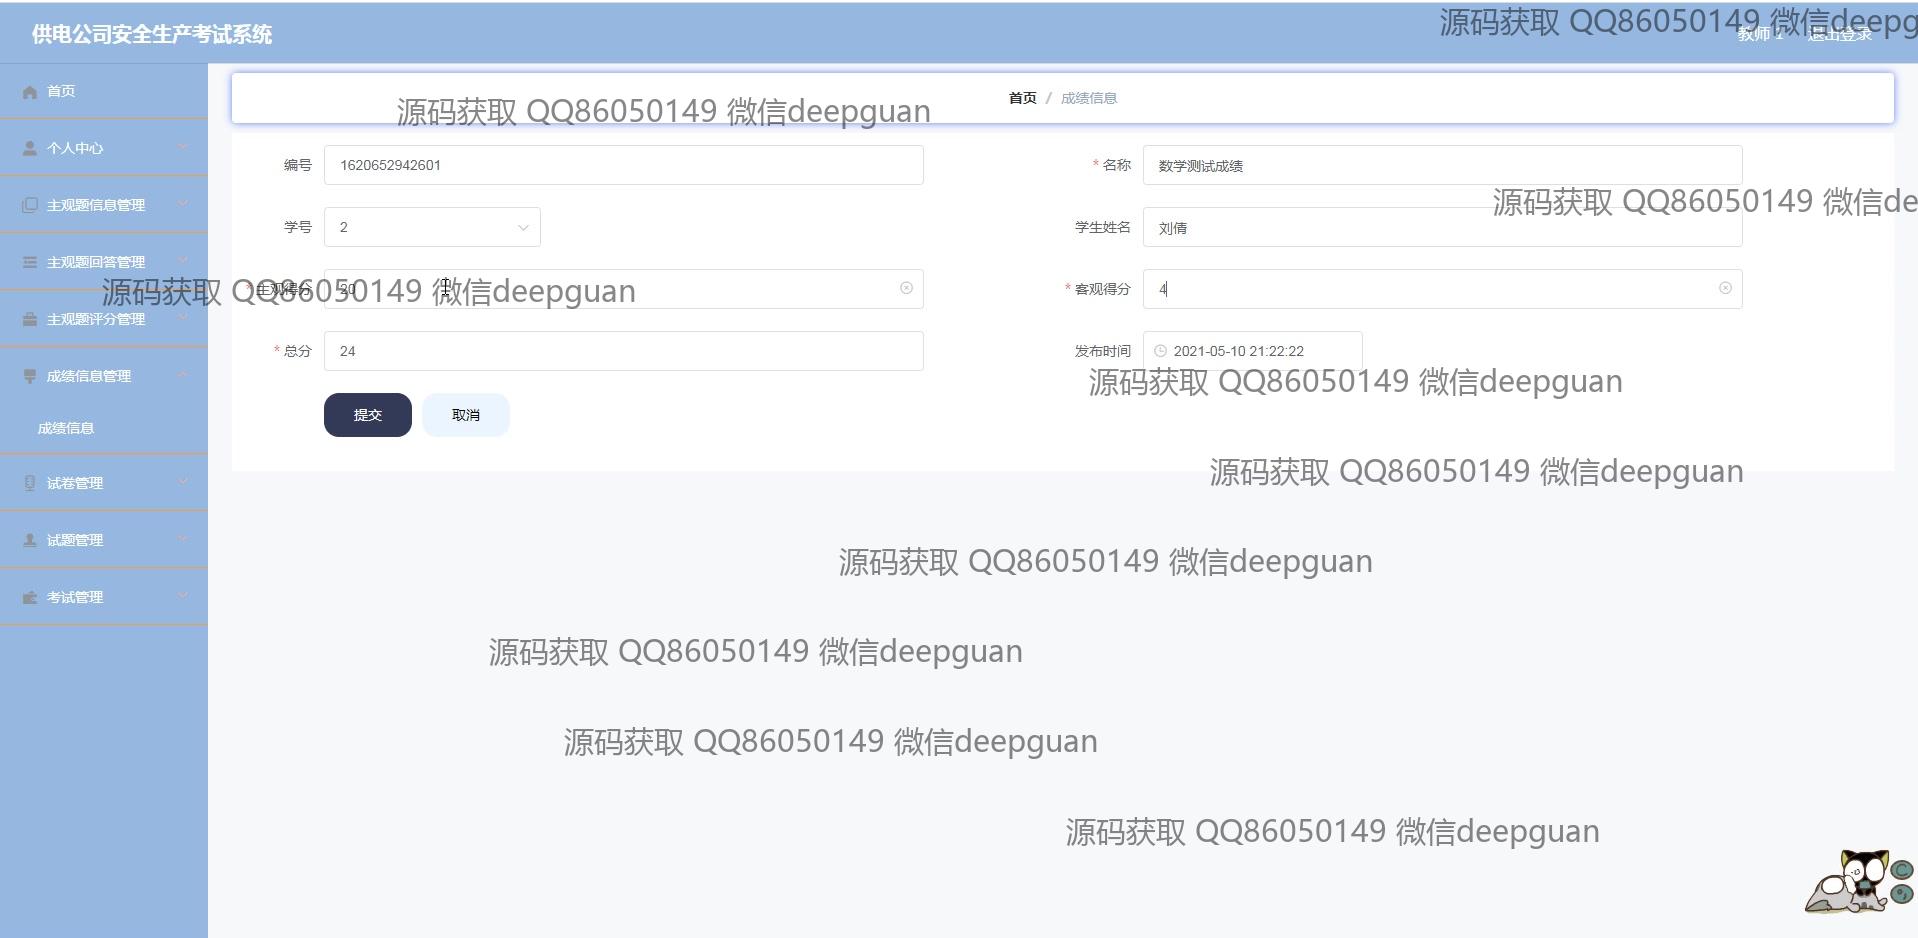 供电公司安全生产考试系统
源码获取 QQ86050149 微信deepg
教师 1 退出登录
首页
个人中心
主观题信息管理
主观题回答管理
主观题评分管理
成绩信息管理
成绩信息
试卷管理
试题管理
考试管理
首页 / 成绩信息
源码获取 QQ86050149 微信deepguan
编号 1620652942601
* 名称 数学测试成绩
源码获取 QQ86050149 微信de
学号 2
学生姓名 刘倩
* 主观得分 20
源码获取 QQ86050149 微信deepguan
* 客观得分 4
* 总分 24
发布时间 2021-05-10 21:22:22
源码获取 QQ86050149 微信deepguan
提交 取消
源码获取 QQ86050149 微信deepguan
源码获取 QQ86050149 微信deepguan
源码获取 QQ86050149 微信deepguan
源码获取 QQ86050149 微信deepguan
源码获取 QQ86050149 微信deepguan